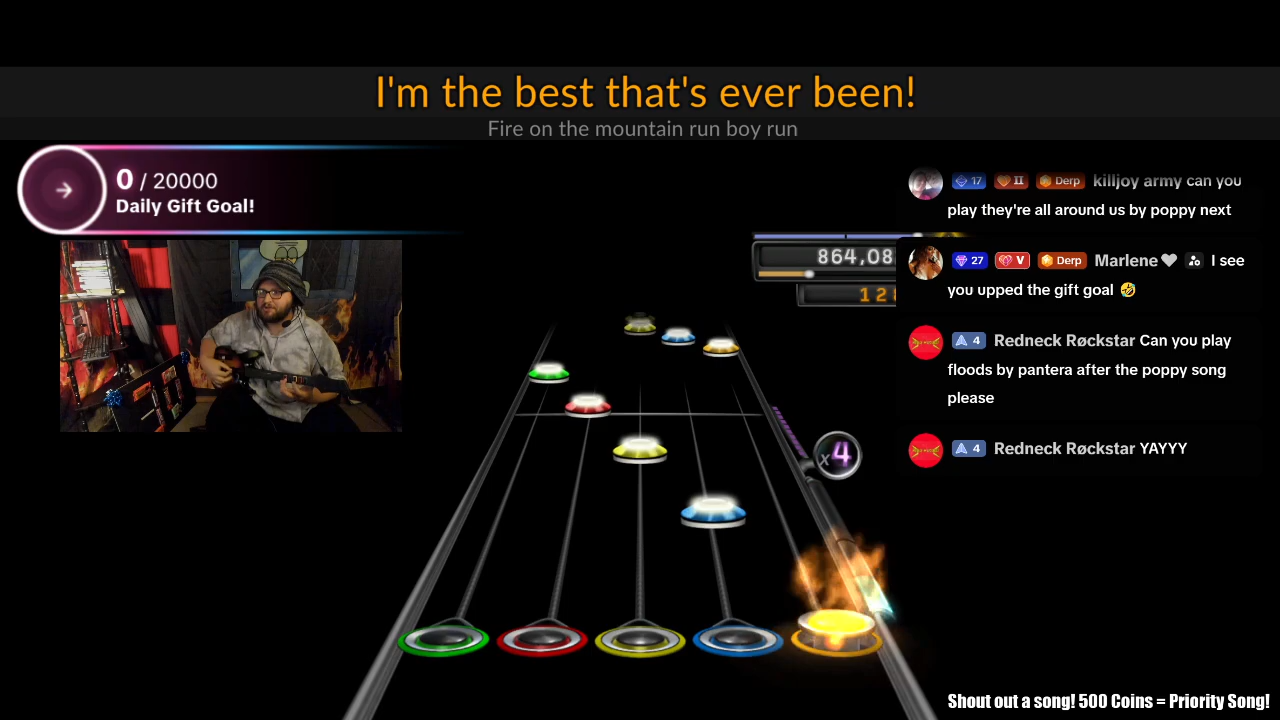 I'm the best that's ever been!
Fire on the mountain run boy run
0 / 20000
Daily Gift Goal!
17 II Derp killjoy army can you
play they're all around us by poppy next
864,08
27 V Derp Marlene🤍 I see
you upped the gift goal 🤣
12
4 Redneck Røckstar Can you play
floods by pantera after the poppy song
please
4 Redneck Røckstar YAYYY
x4
Shout out a song! 500 Coins = Priority Song!